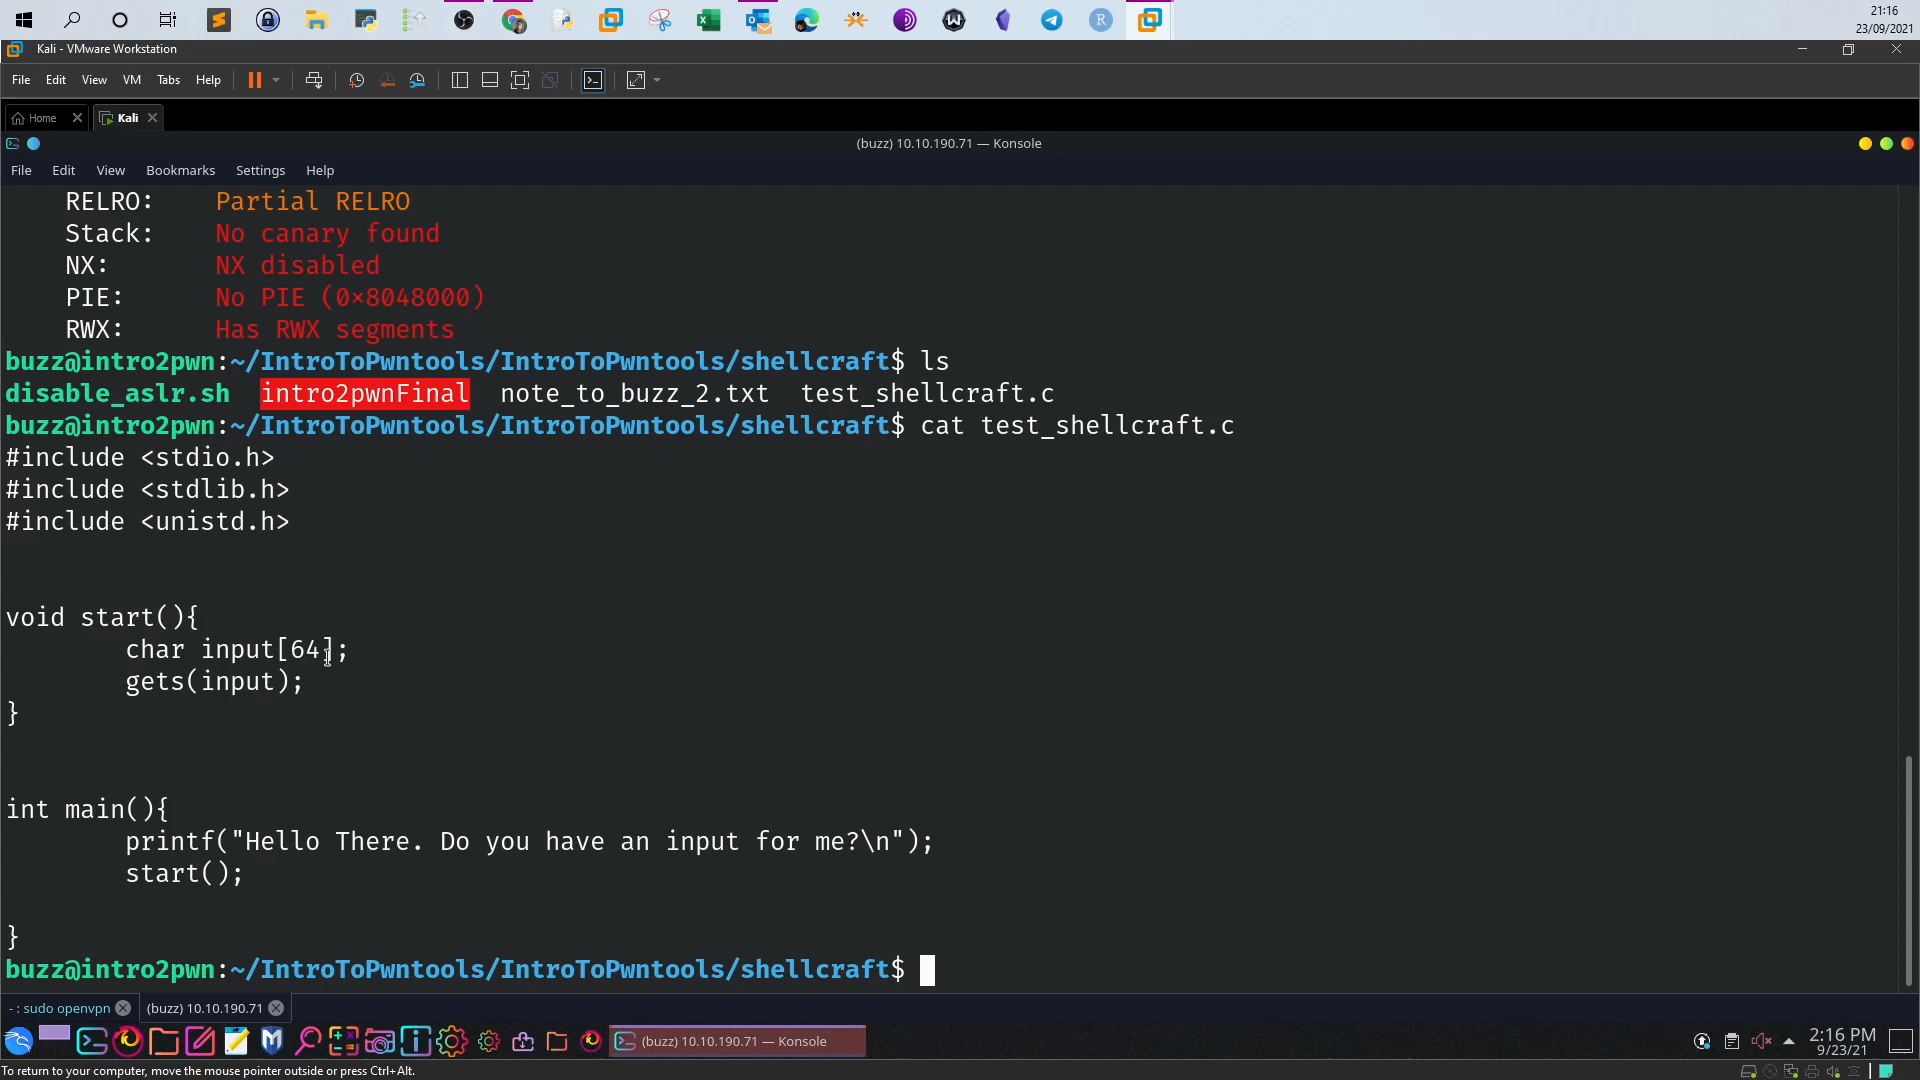 21:16
23/09/2021
Kali - VMware Workstation
File Edit View VM Tabs Help
Home Kali
(buzz) 10.10.190.71 — Konsole
File Edit View Bookmarks Settings Help
RELRO: Partial RELRO
Stack: No canary found
NX: NX disabled
PIE: No PIE (0×8048000)
RWX: Has RWX segments
buzz@intro2pwn:~/IntroToPwntools/IntroToPwntools/shellcraft$ ls
disable_aslr.sh intro2pwnFinal note_to_buzz_2.txt test_shellcraft.c
buzz@intro2pwn:~/IntroToPwntools/IntroToPwntools/shellcraft$ cat test_shellcraft.c
#include <stdio.h>
#include <stdlib.h>
#include <unistd.h>
void start(){
char input[64];
gets(input);
}
int main(){
printf("Hello There. Do you have an input for me?\n");
start();
}
buzz@intro2pwn:~/IntroToPwntools/IntroToPwntools/shellcraft$
- : sudo openvpn (buzz) 10.10.190.71
(buzz) 10.10.190.71 — Konsole
2:16 PM
9/23/21
To return to your computer, move the mouse pointer outside or press Ctrl+Alt.